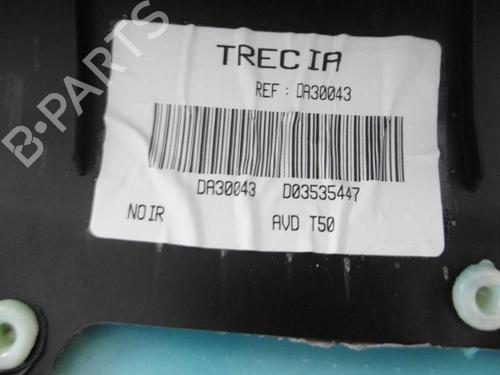 B-PARTS
TRECIA
REF : DA30043
DA30043 D03535447
NOIR AVD T50